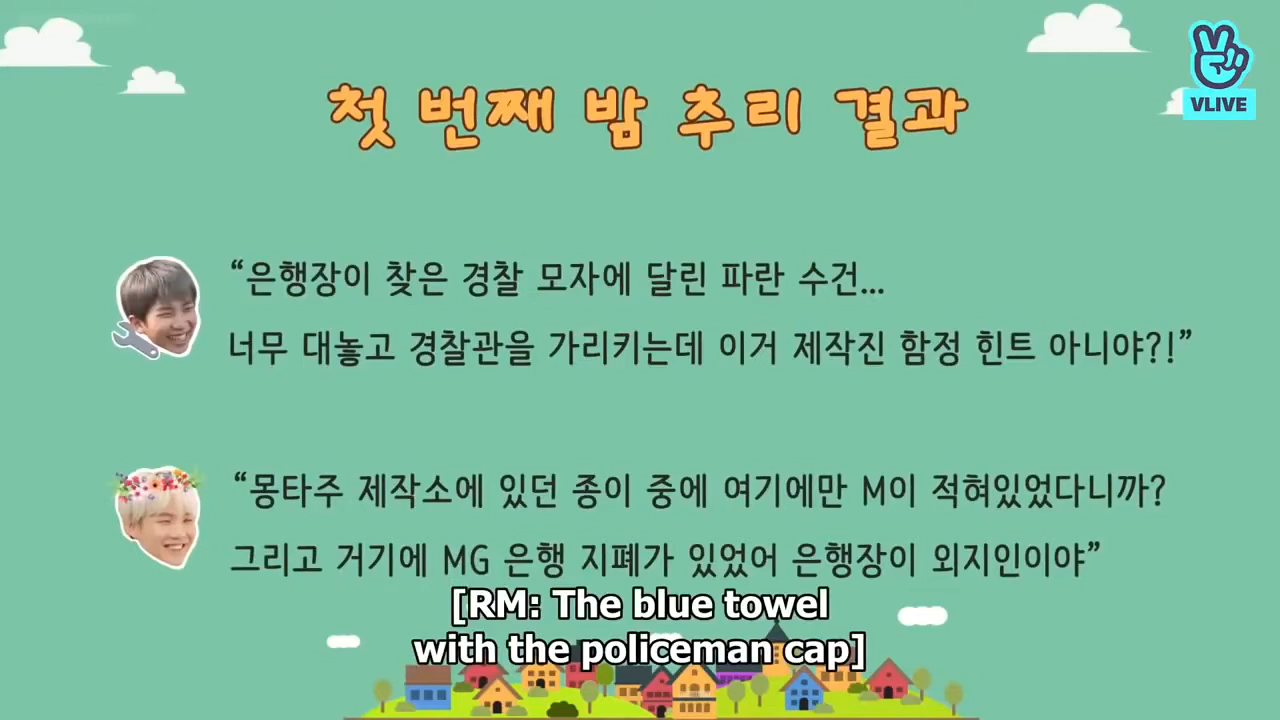 VLIVE
첫 번째 밤 추리 결과
“은행장이 찾은 경찰 모자에 달린 파란 수건...
너무 대놓고 경찰관을 가리키는데 이거 제작진 함정 힌트 아니야?!”
“몽타주 제작소에 있던 종이 중에 여기에만 M이 적혀있었다니까?
그리고 거기에 MG 은행 지폐가 있었어 은행장이 외지인이야”
[RM: The blue towel
with the policeman cap]